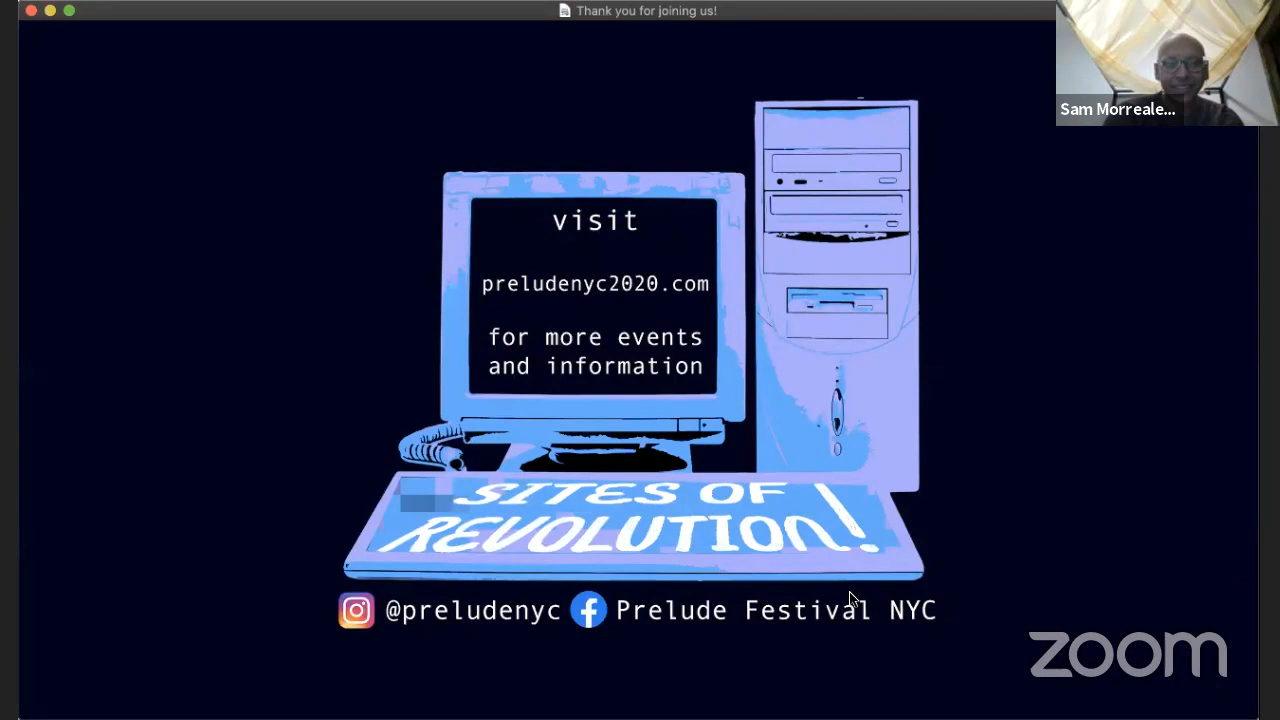 Thank you for joining us!
Sam Morreale...
visit
preludenyc2020.com
for more events
and information
SITES OF
REVOLUTION!
@preludenyc Prelude Festival NYC
zoom